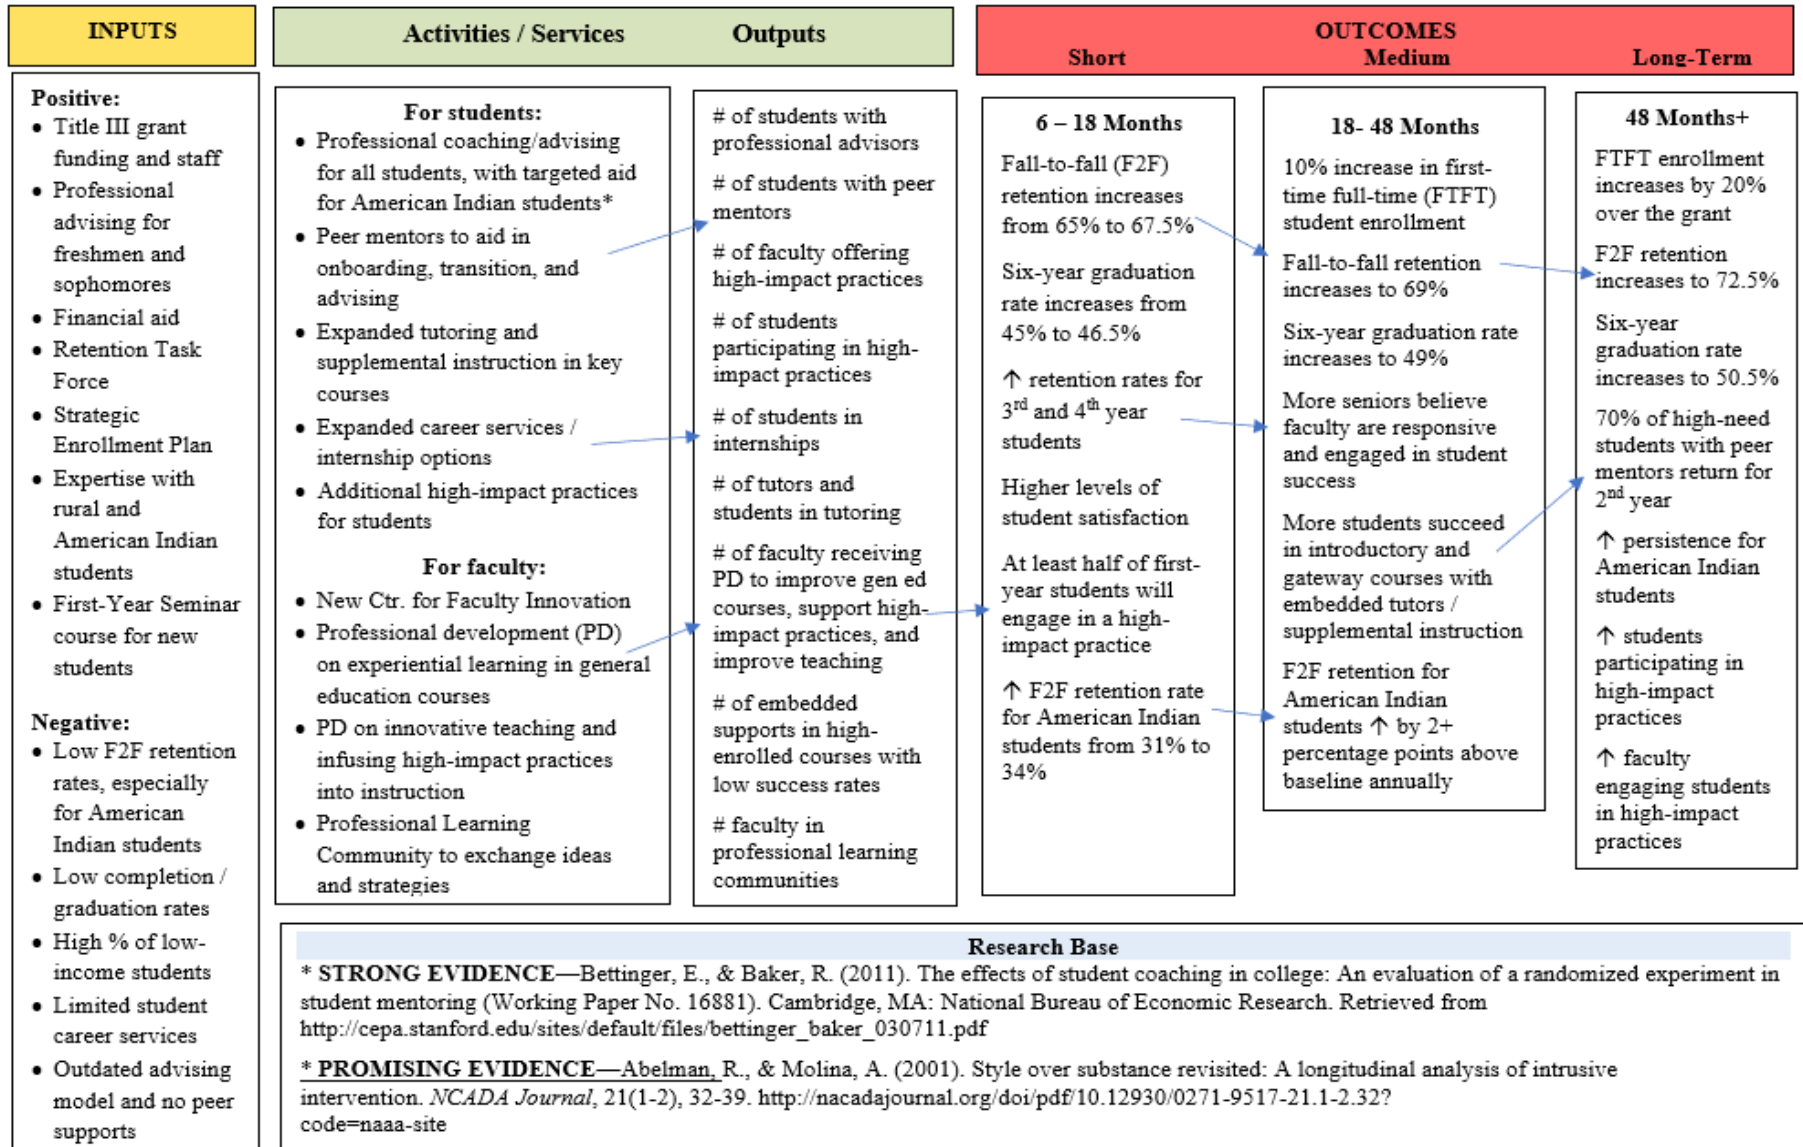 INPUTS
Positive:
• Title III grant
funding and staff
• Professional
advising for
freshmen and
sophomores
• Financial aid
• Retention Task
Force
• Strategic
Enrollment Plan
• Expertise with
rural and
American Indian
students
• First-Year Seminar
course for new
students
Negative:
• Low F2F retention
rates, especially
for American
Indian students
• Low completion /
graduation rates
• High % of low-
income students
• Limited student
career services
• Outdated advising
model and no peer
supports
Activities / Services Outputs
For students:
• Professional coaching/advising
for all students, with targeted aid
for American Indian students*
• Peer mentors to aid in
onboarding, transition, and
advising
• Expanded tutoring and
supplemental instruction in key
courses
• Expanded career services /
internship options
• Additional high-impact practices
for students
For faculty:
• New Ctr. for Faculty Innovation
• Professional development (PD)
on experiential learning in general
education courses
• PD on innovative teaching and
infusing high-impact practices
into instruction
• Professional Learning
Community to exchange ideas
and strategies
# of students with
professional advisors
# of students with peer
mentors
# of faculty offering
high-impact practices
# of students
participating in high-
impact practices
# of students in
internships
# of tutors and
students in tutoring
# of faculty receiving
PD to improve gen ed
courses, support high-
impact practices, and
improve teaching
# of embedded
supports in high-
enrolled courses with
low success rates
# faculty in
professional learning
communities
OUTCOMES
Short Medium Long-Term
6 – 18 Months
Fall-to-fall (F2F)
retention increases
from 65% to 67.5%
Six-year graduation
rate increases from
45% to 46.5%
↑ retention rates for
3rd and 4th year
students
Higher levels of
student satisfaction
At least half of first-
year students will
engage in a high-
impact practice
↑ F2F retention rate
for American Indian
students from 31% to
34%
18- 48 Months
10% increase in first-
time full-time (FTFT)
student enrollment
Fall-to-fall retention
increases to 69%
Six-year graduation rate
increases to 49%
More seniors believe
faculty are responsive
and engaged in student
success
More students succeed
in introductory and
gateway courses with
embedded tutors /
supplemental instruction
F2F retention for
American Indian
students ↑ by 2+
percentage points above
baseline annually
48 Months+
FTFT enrollment
increases by 20%
over the grant
F2F retention
increases to 72.5%
Six-year
graduation rate
increases to 50.5%
70% of high-need
students with peer
mentors return for
2nd year
↑ persistence for
American Indian
students
↑ students
participating in
high-impact
practices
↑ faculty
engaging students
in high-impact
practices
Research Base
* STRONG EVIDENCE—Bettinger, E., & Baker, R. (2011). The effects of student coaching in college: An evaluation of a randomized experiment in
student mentoring (Working Paper No. 16881). Cambridge, MA: National Bureau of Economic Research. Retrieved from
http://cepa.stanford.edu/sites/default/files/bettinger_baker_030711.pdf
* PROMISING EVIDENCE—Abelman, R., & Molina, A. (2001). Style over substance revisited: A longitudinal analysis of intrusive
intervention. NCADA Journal, 21(1-2), 32-39. http://nacadajournal.org/doi/pdf/10.12930/0271-9517-21.1-2.32?
code=naaa-site